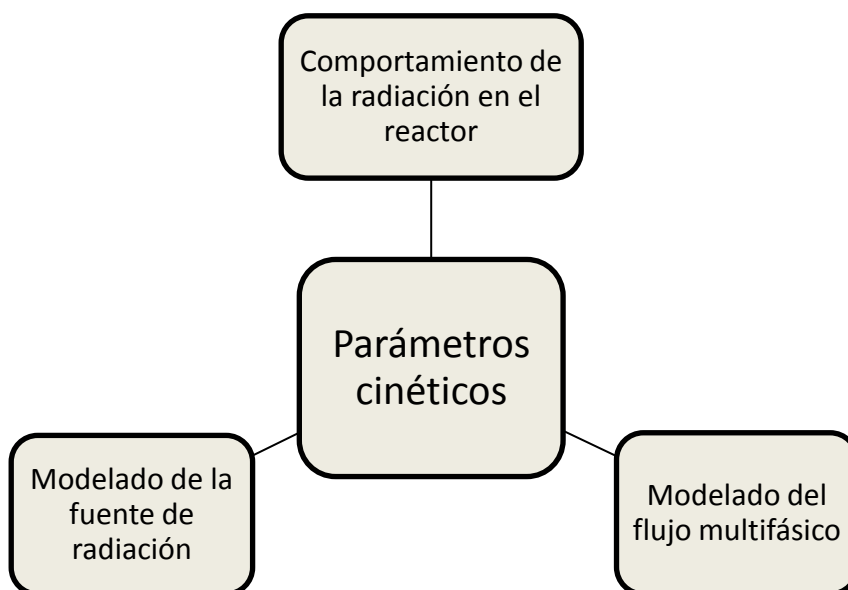 Comportamiento de
la radiación en el
reactor
Parámetros
cinéticos
Modelado de la
fuente de
radiación
Modelado del
flujo multifásico